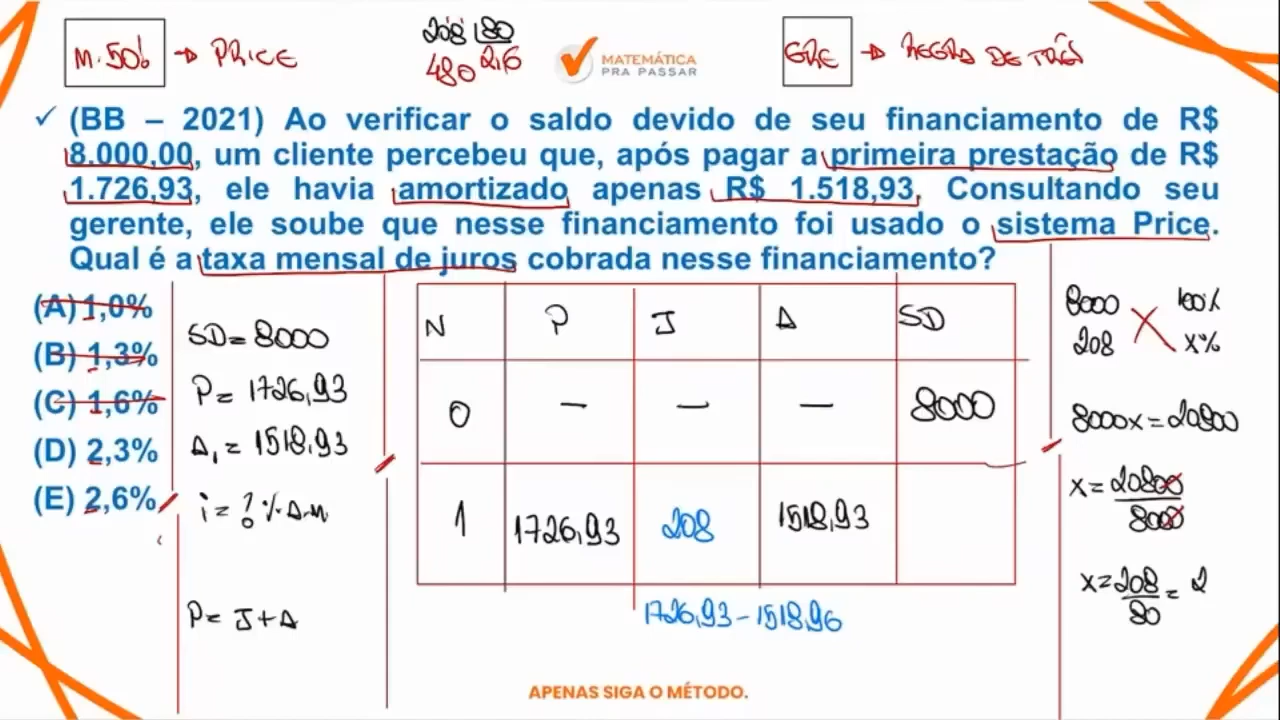 M.50% → PRICE
208 | 80
480 2,6
MATEMÁTICA
PRA PASSAR
GRE → REGRA DE TRÊS
(BB – 2021) Ao verificar o saldo devido de seu financiamento de R$
8.000,00, um cliente percebeu que, após pagar a primeira prestação de R$
1.726,93, ele havia amortizado apenas R$ 1.518,93. Consultando seu
gerente, ele soube que nesse financiamento foi usado o sistema Price.
Qual é a taxa mensal de juros cobrada nesse financiamento?
(A) 1,0%
(B) 1,3%
(C) 1,6%
(D) 2,3%
(E) 2,6%
SD = 8000
P = 1726,93
A₁ = 1518,93
i = ? % A.M
P = J + A
N P J A SD
0 – – – 8000
1 1726,93 208 1518,93
1726,93 – 1518,96
8000 100%
208 x%
8000x = 20800
x = 20800
8000
x = 208 = 2
80
APENAS SIGA O MÉTODO.